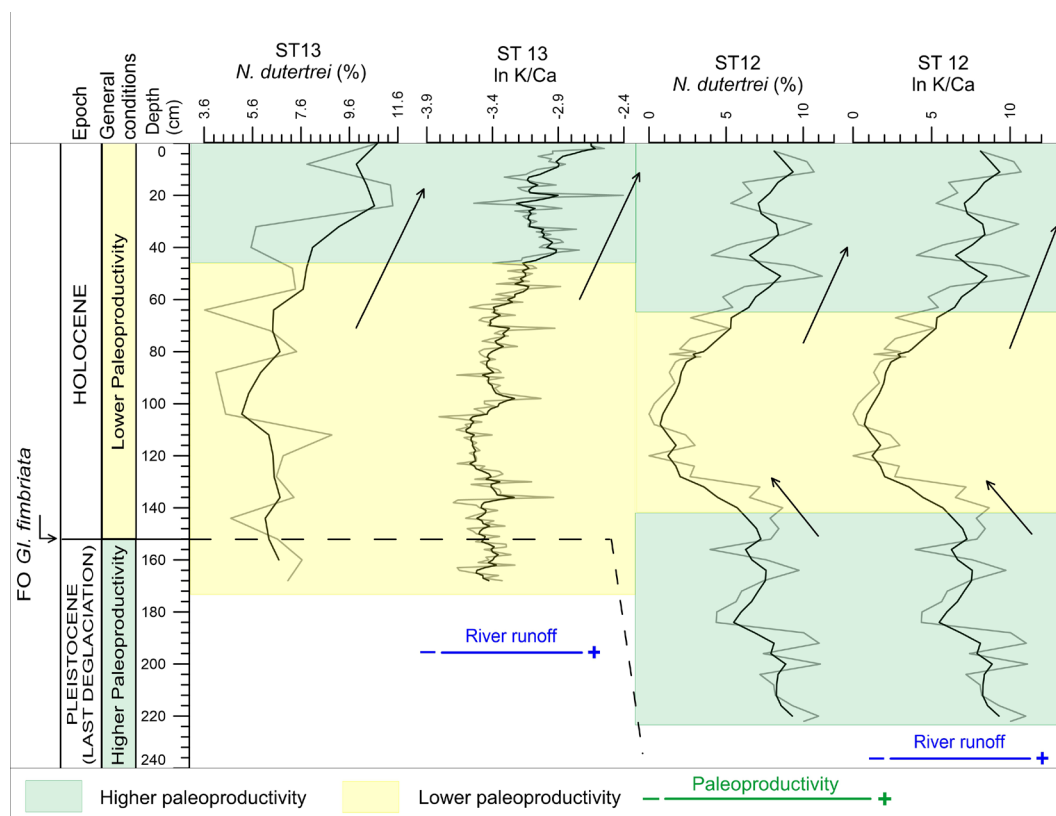 ST13
N. dutertrei (%)
ST 13
ln K/Ca
ST12
N. dutertrei (%)
ST 12
ln K/Ca
Epoch
General
conditions
Depth
(cm)
3.6 5.6 7.6 9.6 11.6
-3.9 -3.4 -2.9 -2.4
0 5 10
0 5 10
0
20
40
60
80
100
120
140
160
180
200
220
240
HOLOCENE
Lower Paleoproductivity
FO Gl. fimbriata
PLEISTOCENE
(LAST DEGLACIATION)
Higher Paleoproductivity
River runoff
− +
River runoff
− +
Higher paleoproductivity
Lower paleoproductivity
Paleoproductivity
− +